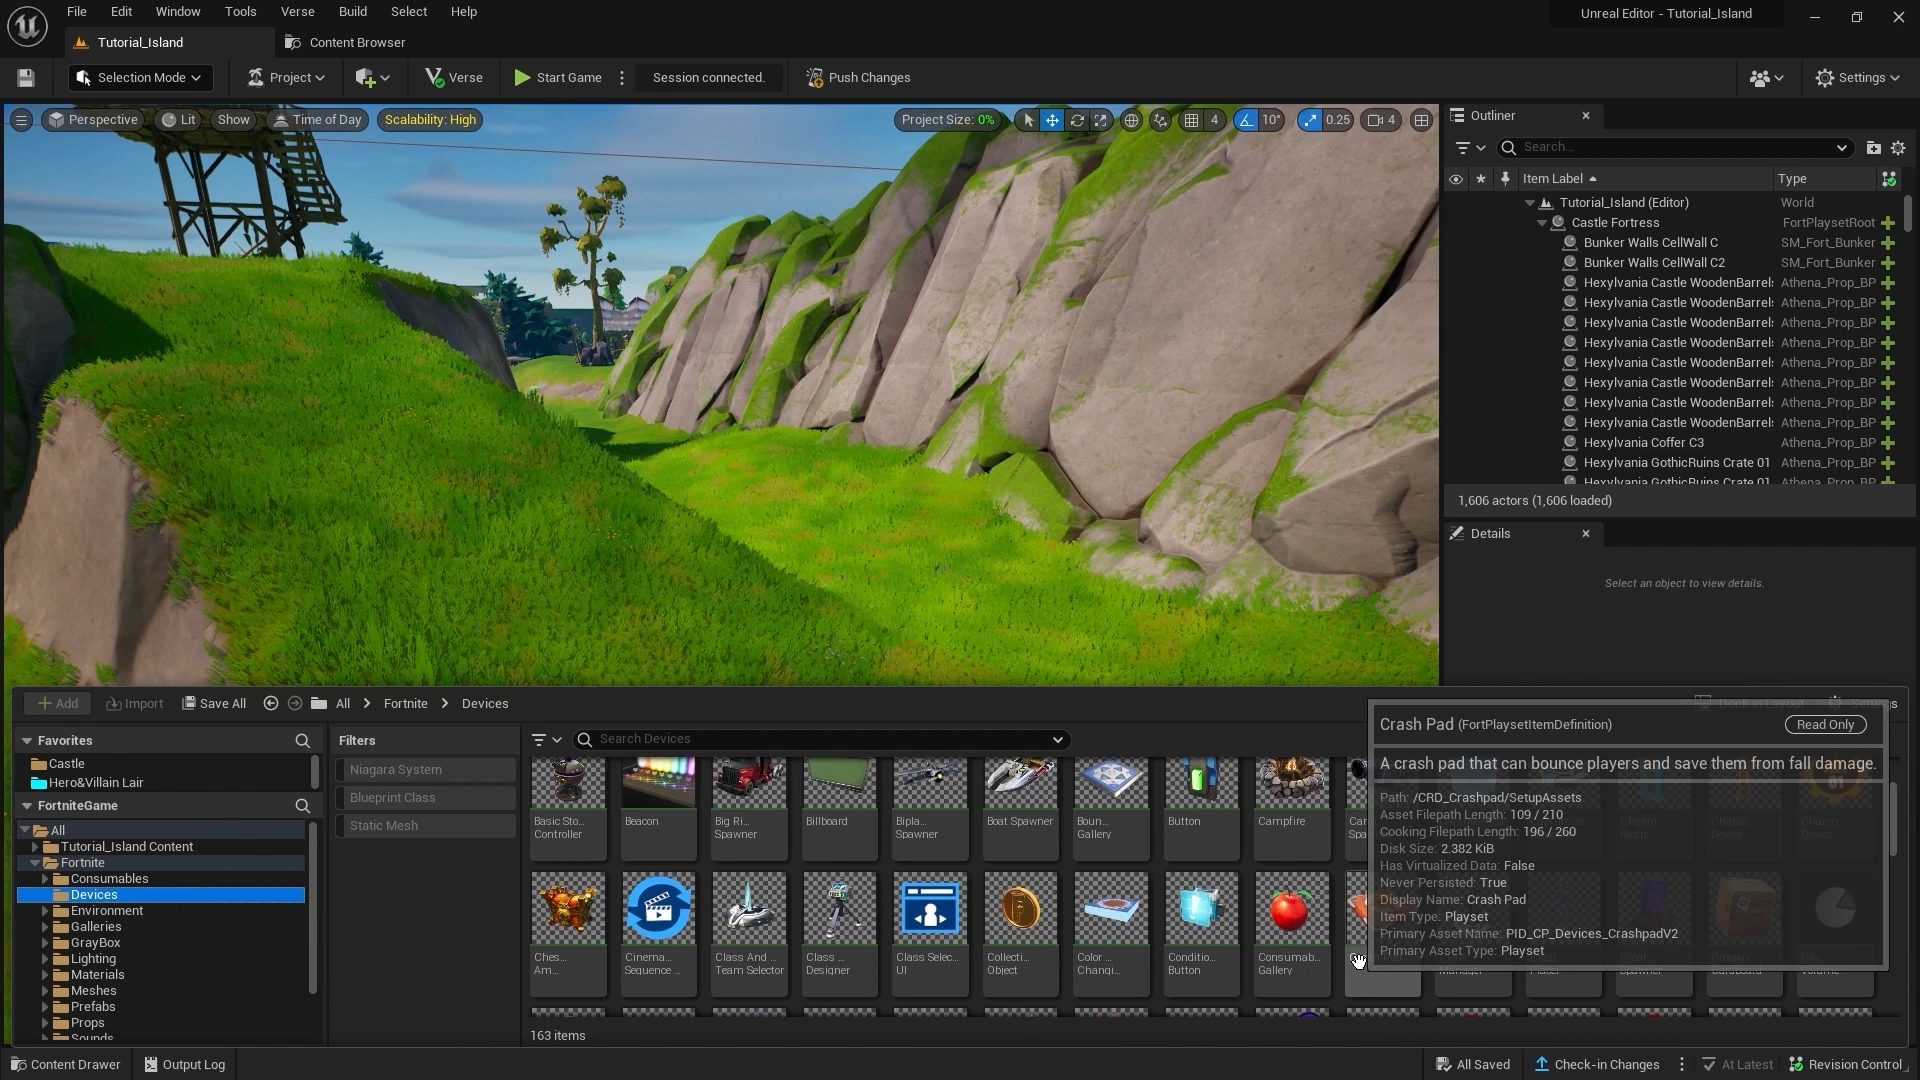 File Edit Window Tools Verse Build Select Help
Unreal Editor - Tutorial_Island
Tutorial_Island
Content Browser
Selection Mode
Project
Verse
Start Game
Session connected.
Push Changes
Settings
Perspective
Lit
Show
Time of Day
Scalability: High
Project Size: 0%
4
10°
0.25
4
Outliner
Search...
Item Label
Type
Tutorial_Island (Editor) World
Castle Fortress FortPlaysetRoot
Bunker Walls CellWall C SM_Fort_Bunker
Bunker Walls CellWall C2 SM_Fort_Bunker
Hexylvania Castle WoodenBarrel Athena_Prop_BP
Hexylvania Castle WoodenBarrel Athena_Prop_BP
Hexylvania Castle WoodenBarrel Athena_Prop_BP
Hexylvania Castle WoodenBarrel Athena_Prop_BP
Hexylvania Castle WoodenBarrel Athena_Prop_BP
Hexylvania Castle WoodenBarrel Athena_Prop_BP
Hexylvania Castle WoodenBarrel Athena_Prop_BP
Hexylvania Castle WoodenBarrel Athena_Prop_BP
Hexylvania Coffer C3 Athena_Prop_BP
Hexylvania GothicRuins Crate 01 Athena_Prop_BP
Hexylvania GothicRuins Crate 01 Athena_Prop_BP
1,606 actors (1,606 loaded)
Details
Select an object to view details.
Add
Import
Save All
All
Fortnite
Devices
Dock in Layout
Settings
Favorites
Castle
Hero&Villain Lair
FortniteGame
All
Tutorial_Island Content
Fortnite
Consumables
Devices
Environment
Galleries
GrayBox
Lighting
Materials
Meshes
Prefabs
Props
Sounds
Filters
Niagara System
Blueprint Class
Static Mesh
Search Devices
Basic Sto...
Controller
Beacon
Big Ri...
Spawner
Billboard
Bipla...
Spawner
Boat Spawner
Boun...
Gallery
Button
Campfire
Ches...
Am...
Cinema...
Sequence ...
Class And ...
Team Selector
Class ...
Designer
Class Selec...
UI
Collecti...
Object
Color ...
Changi...
Conditio...
Button
Consumab...
Gallery
163 items
Crash Pad (FortPlaysetItemDefinition)
Read Only
A crash pad that can bounce players and save them from fall damage.
Path: /CRD_Crashpad/SetupAssets
Asset Filepath Length: 109 / 210
Cooking Filepath Length: 196 / 260
Disk Size: 2.382 KiB
Has Virtualized Data: False
Never Persisted: True
Display Name: Crash Pad
Item Type: Playset
Primary Asset Name: PID_CP_Devices_CrashpadV2
Primary Asset Type: Playset
Content Drawer
Output Log
All Saved
Check-in Changes
At Latest
Revision Control